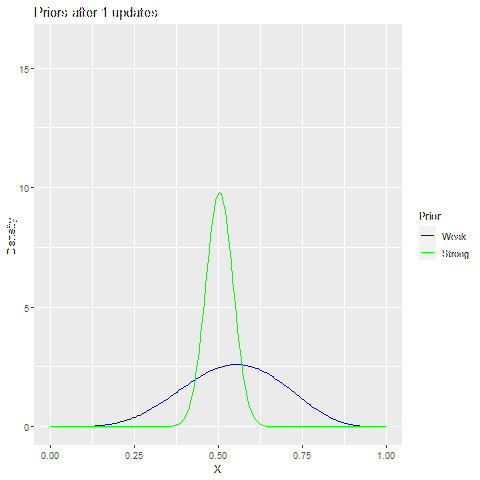 Priors after 1 updates
15
10
5
0
Density
0.00 0.25 0.50 0.75 1.00
X
Prior
Weak
Strong